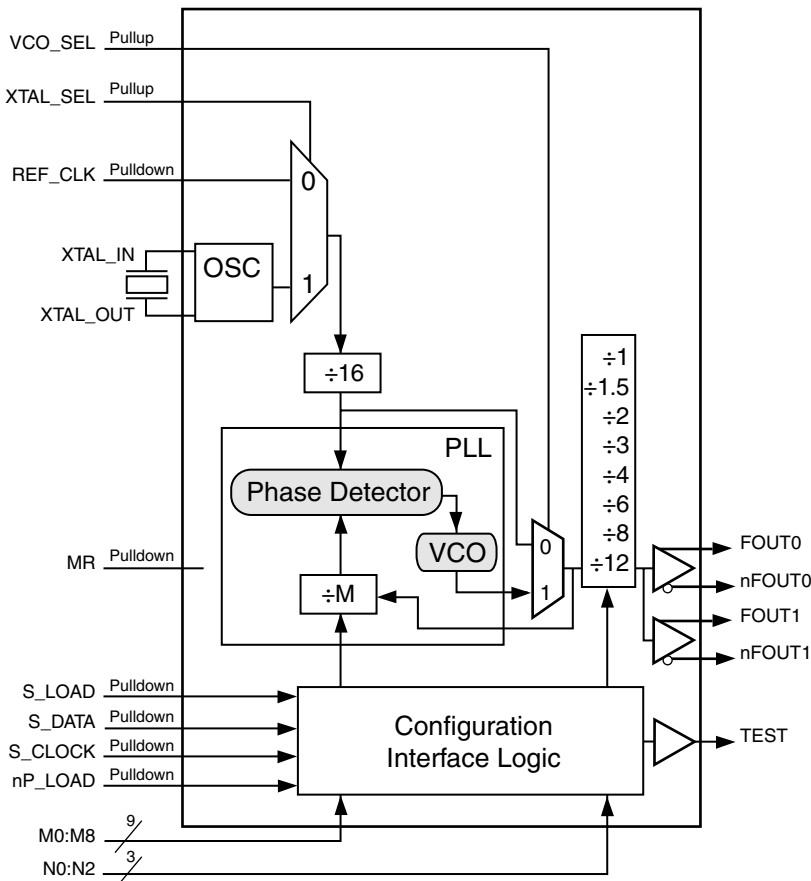 VCO_SEL Pullup
XTAL_SEL Pullup
REF_CLK Pulldown
0
XTAL_IN
OSC
1
XTAL_OUT
÷16
÷1
÷1.5
÷2
÷3
÷4
÷6
÷8
÷12
PLL
Phase Detector
VCO
0
1
MR Pulldown
÷M
FOUT0
nFOUT0
FOUT1
nFOUT1
S_LOAD Pulldown
S_DATA Pulldown
S_CLOCK Pulldown
nP_LOAD Pulldown
Configuration
Interface Logic
TEST
M0:M8 9
N0:N2 3